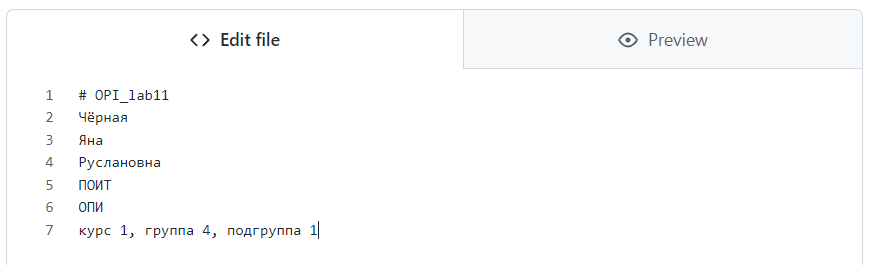 Edit file
Preview
1 # OPI_lab11
2 Чёрная
3 Яна
4 Руслановна
5 ПОИТ
6 ОПИ
7 курс 1, группа 4, подгруппа 1